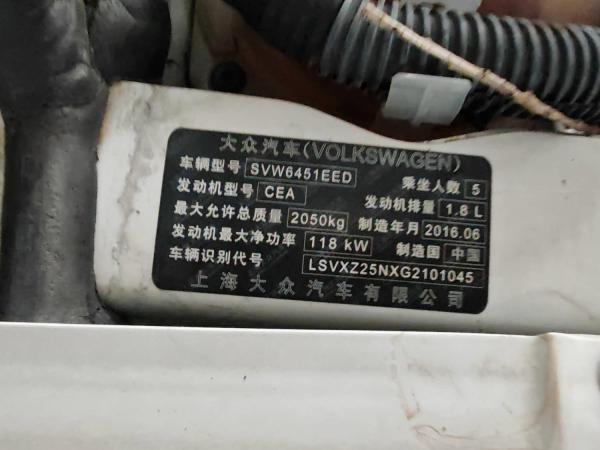 大众汽车(VOLKSWAGEN)
车辆型号 SVW6451EED 乘坐人数 5
发动机型号 CEA 发动机排量 1.8 L
最大允许总质量 2050kg 制造年月 2016.06
发动机最大净功率 118 kW 制造国 中国
车辆识别代号 LSVXZ25NXG2101045
上海大众汽车有限公司